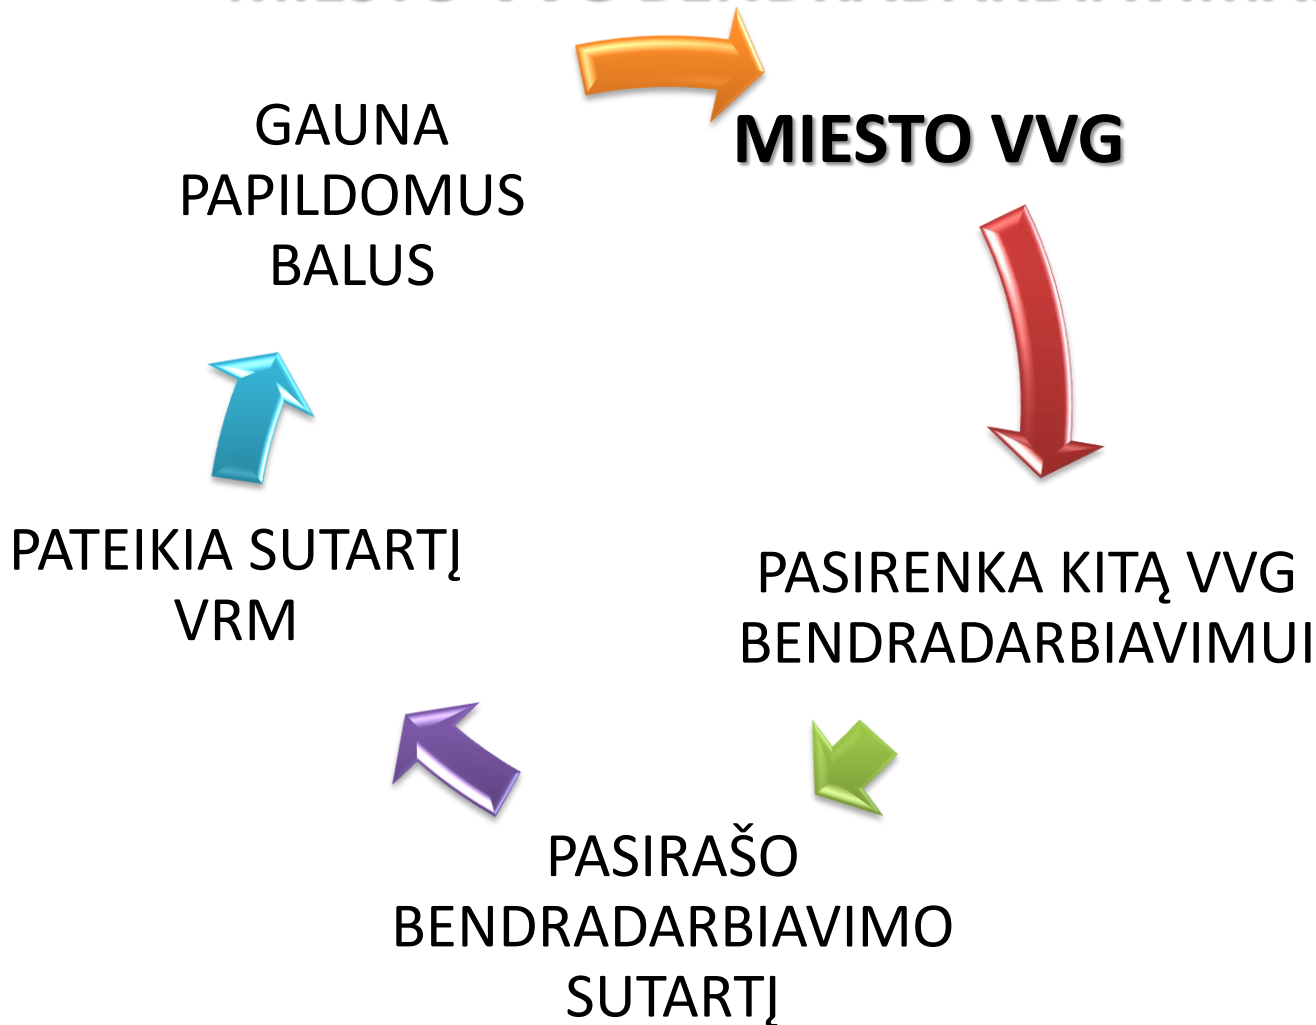 MIESTO VVG
PASIRENKA KITĄ VVG
BENDRADARBIAVIMUI
PASIRAŠO
BENDRADARBIAVIMO
SUTARTĮ
PATEIKIA SUTARTĮ
VRM
GAUNA
PAPILDOMUS
BALUS